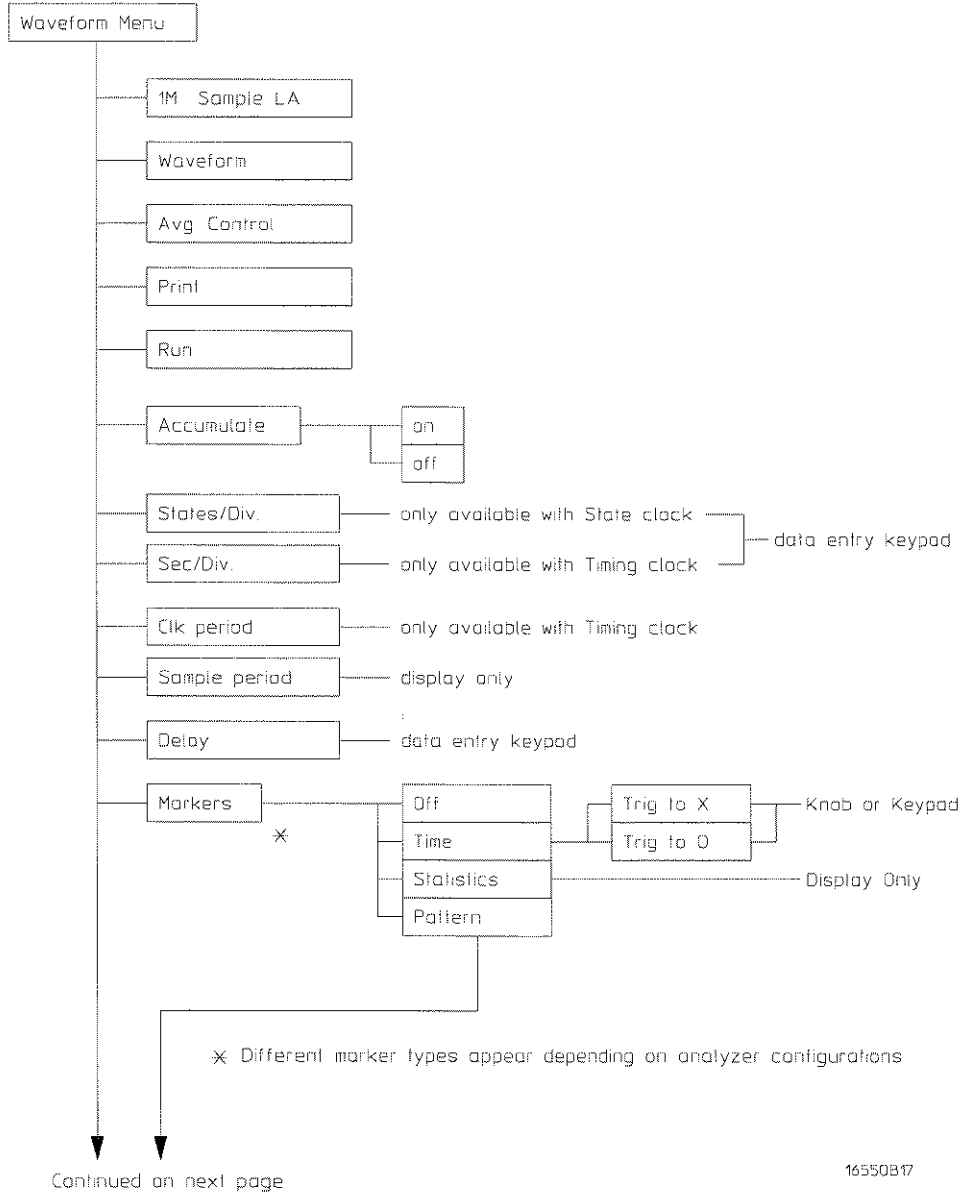 Waveform Menu
1M Sample LA
Waveform
Avg Control
Print
Run
Accumulate
on
off
States/Div. only available with State clock
data entry keypad
Sec/Div. only available with Timing clock
Clk period only available with Timing clock
Sample period display only
Delay data entry keypad
Markers Off Trig to X Knob or Keypad
* Time Trig to O
Statistics Display Only
Pattern
* Different marker types appear depending on analyzer configurations
Continued on next page
16550B17